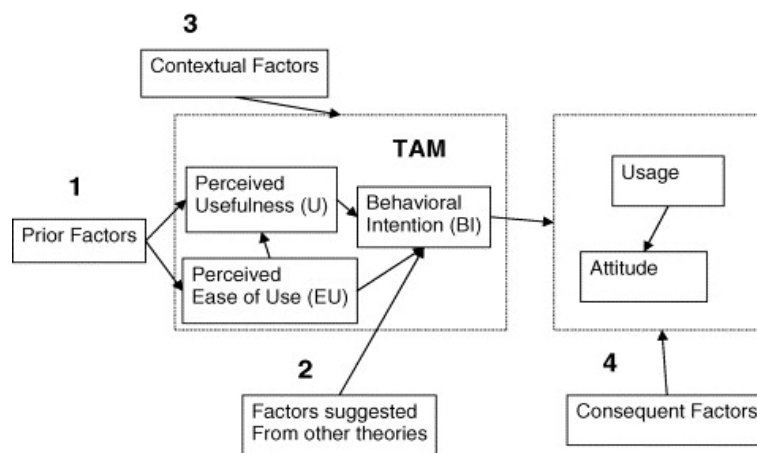 3
Contextual Factors
TAM
1
Perceived
Usefulness (U)
Behavioral
Intention (BI)
Usage
Prior Factors
Perceived
Ease of Use (EU)
Attitude
2
4
Factors suggested
From other theories
Consequent Factors